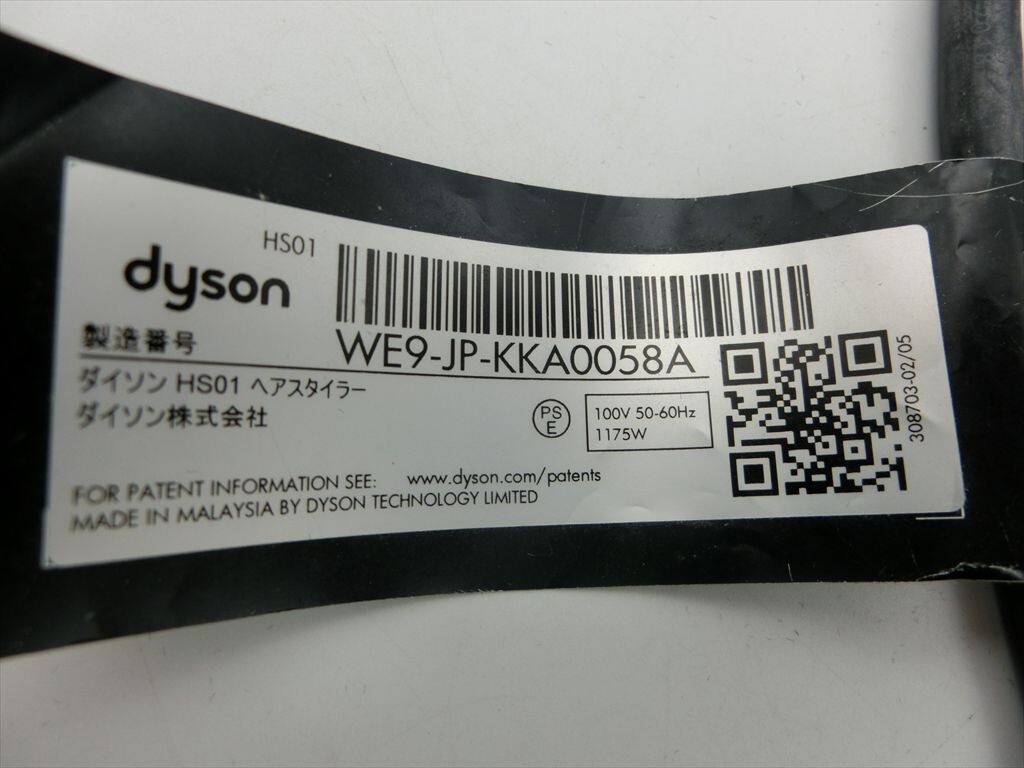 HS01
dyson
製造番号
WE9-JP-KKA0058A
ダイソン HS01 ヘアスタイラー
ダイソン株式会社
PS
E
100V 50-60Hz
1175W
308703-02/05
FOR PATENT INFORMATION SEE: www.dyson.com/patents
MADE IN MALAYSIA BY DYSON TECHNOLOGY LIMITED